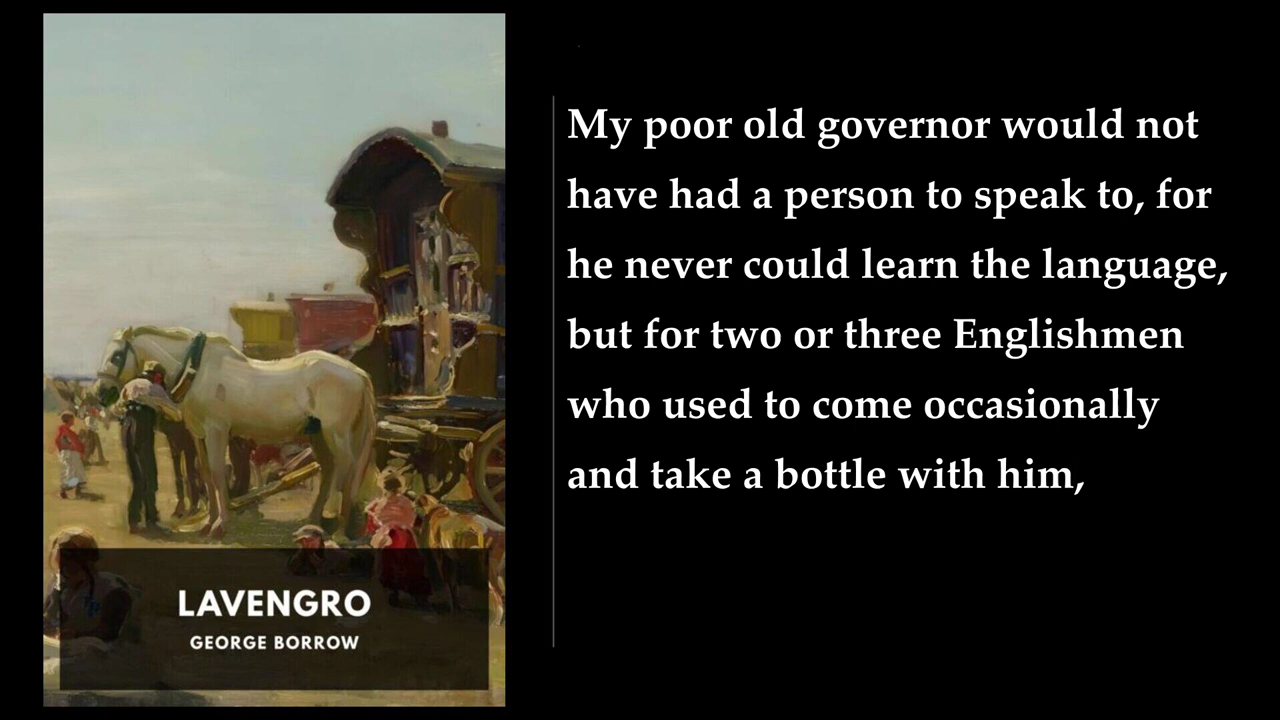 LAVENGRO
GEORGE BORROW
My poor old governor would not
have had a person to speak to, for
he never could learn the language,
but for two or three Englishmen
who used to come occasionally
and take a bottle with him,